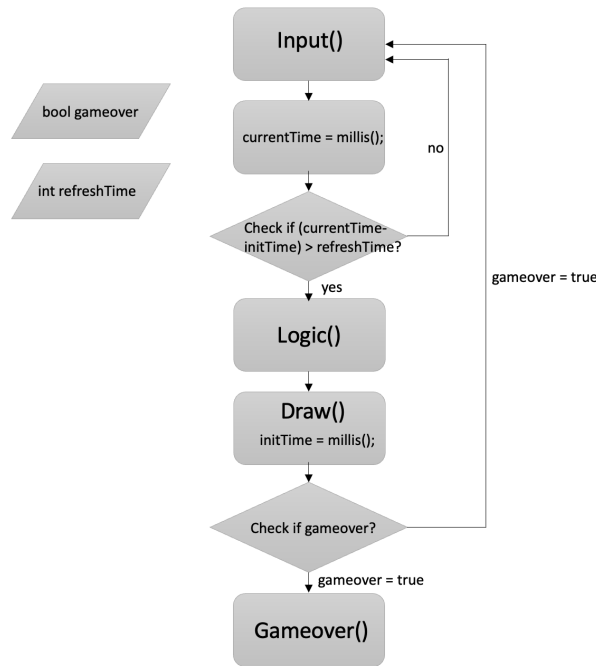 Input()
bool gameover
currentTime = millis();
no
int refreshTime
Check if (currentTime-
initTime) > refreshTime?
gameover = true
yes
Logic()
Draw()
initTime = millis();
Check if gameover?
gameover = true
Gameover()